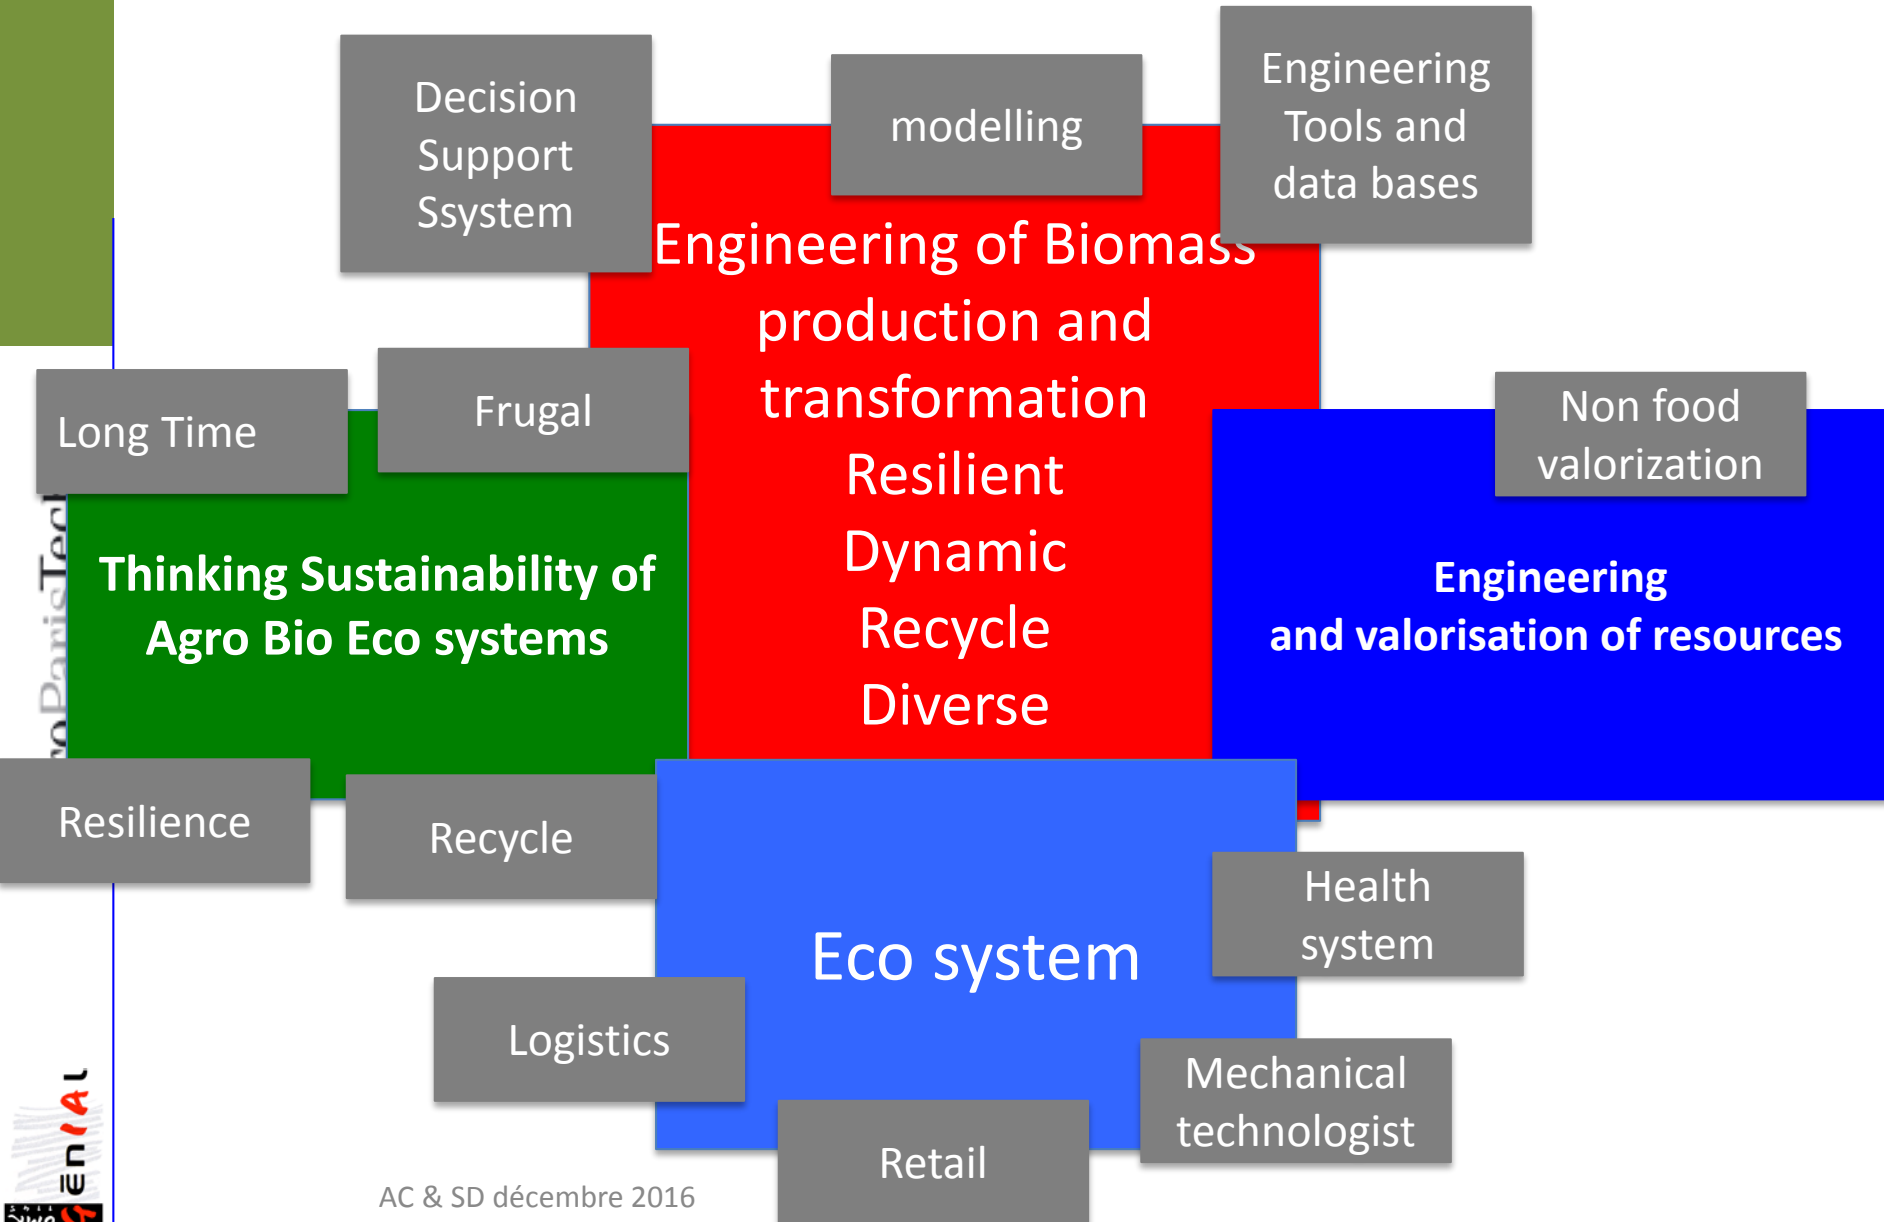 Decision
Support
Ssystem
modelling
Engineering
Tools and
data bases
Engineering of Biomass
production and
transformation
Resilient
Dynamic
Recycle
Diverse
Long Time
Frugal
Non food
valorization
Thinking Sustainability of
Agro Bio Eco systems
Engineering
and valorisation of resources
Resilience
Recycle
Eco system
Health
system
Logistics
Mechanical
technologist
Retail
AC & SD décembre 2016